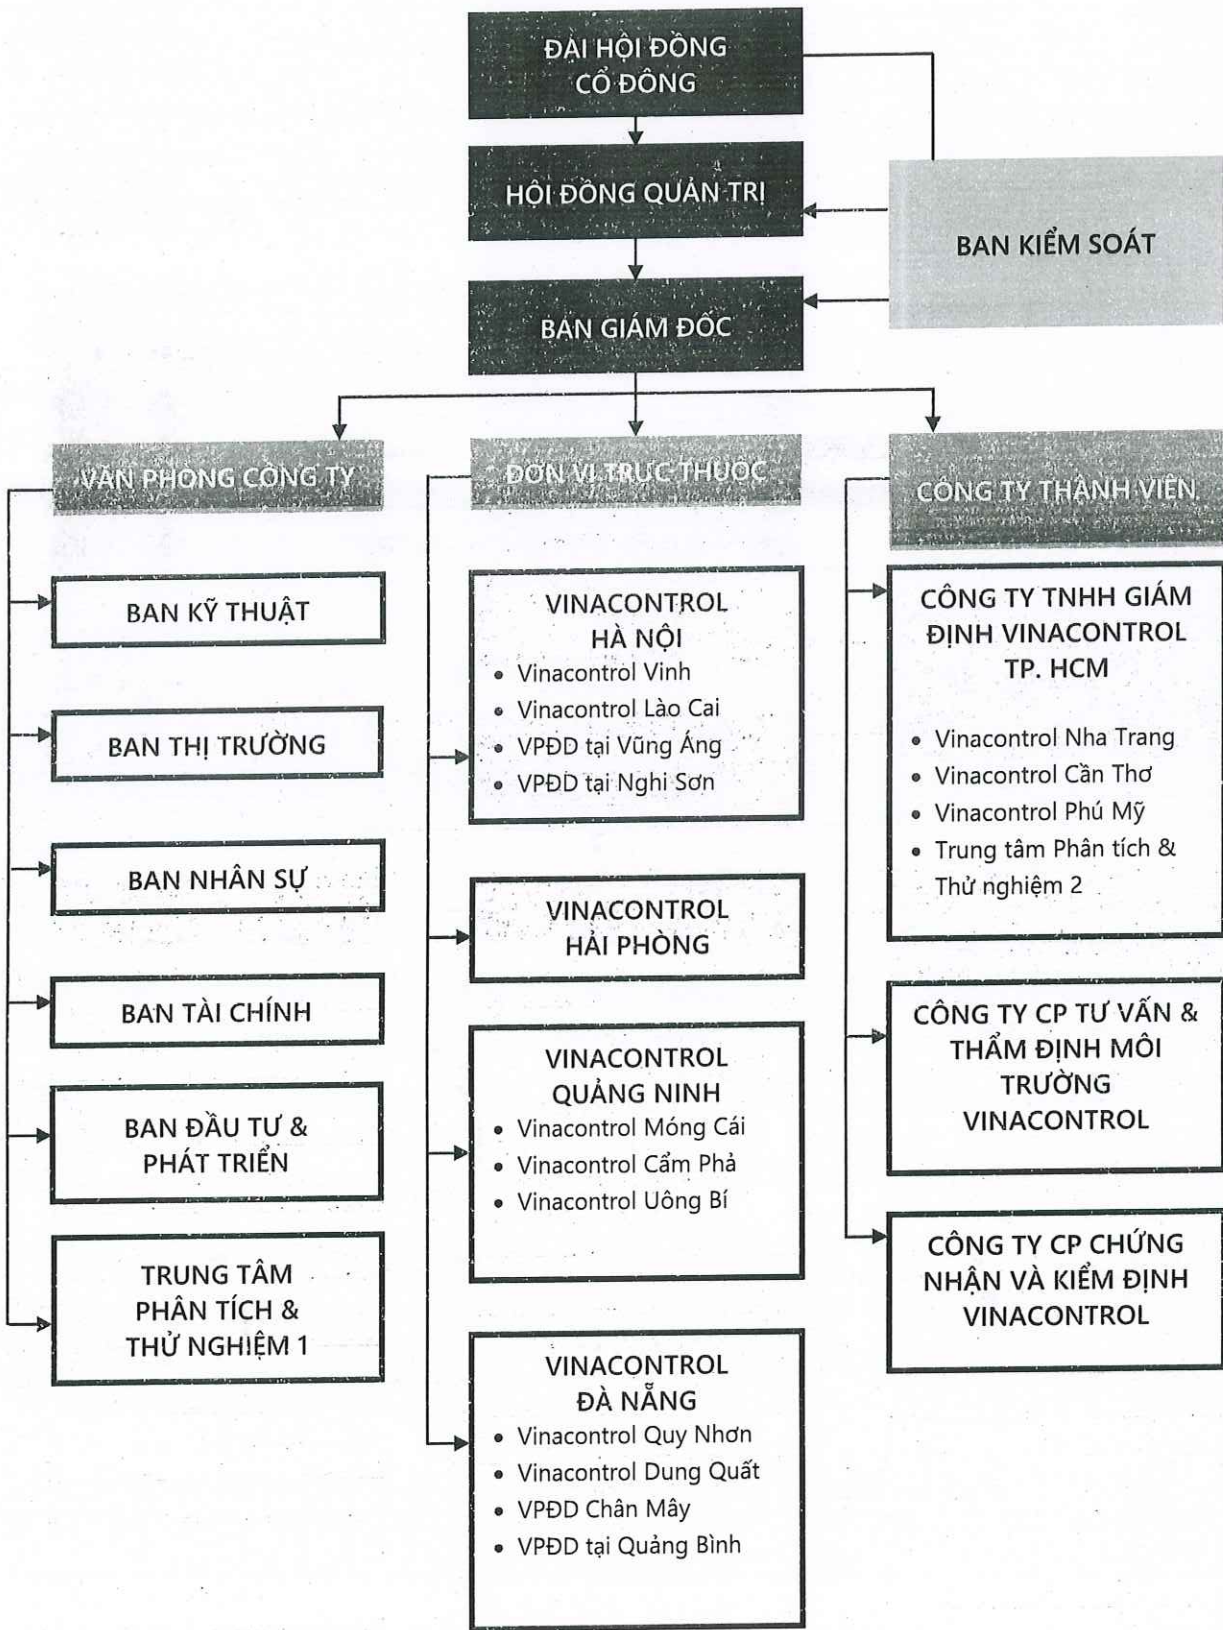 ĐẠI HỘI ĐỒNG
CỔ ĐÔNG
HỘI ĐỒNG QUẢN TRỊ
BAN KIỂM SOÁT
BAN GIÁM ĐỐC
VĂN PHÒNG CÔNG TY
BAN KỸ THUẬT
BAN THỊ TRƯỜNG
BAN NHÂN SỰ
BAN TÀI CHÍNH
BAN ĐẦU TƯ &
PHÁT TRIỂN
TRUNG TÂM
PHÂN TÍCH &
THỬ NGHIỆM 1
ĐƠN VỊ TRỰC THUỘC
VINACONTROL
HÀ NỘI
• Vinacontrol Vinh
• Vinacontrol Lào Cai
• VPĐD tại Vũng Áng
• VPĐD tại Nghi Sơn
VINACONTROL
HẢI PHÒNG
VINACONTROL
QUẢNG NINH
• Vinacontrol Móng Cái
• Vinacontrol Cẩm Phả
• Vinacontrol Uông Bí
VINACONTROL
ĐÀ NẴNG
• Vinacontrol Quy Nhơn
• Vinacontrol Dung Quất
• VPĐD Chân Mây
• VPĐD tại Quảng Bình
CÔNG TY THÀNH VIÊN
CÔNG TY TNHH GIÁM
ĐỊNH VINACONTROL
TP. HCM
• Vinacontrol Nha Trang
• Vinacontrol Cần Thơ
• Vinacontrol Phú Mỹ
• Trung tâm Phân tích &
Thử nghiệm 2
CÔNG TY CP TƯ VẤN &
THẨM ĐỊNH MÔI
TRƯỜNG
VINACONTROL
CÔNG TY CP CHỨNG
NHẬN VÀ KIỂM ĐỊNH
VINACONTROL